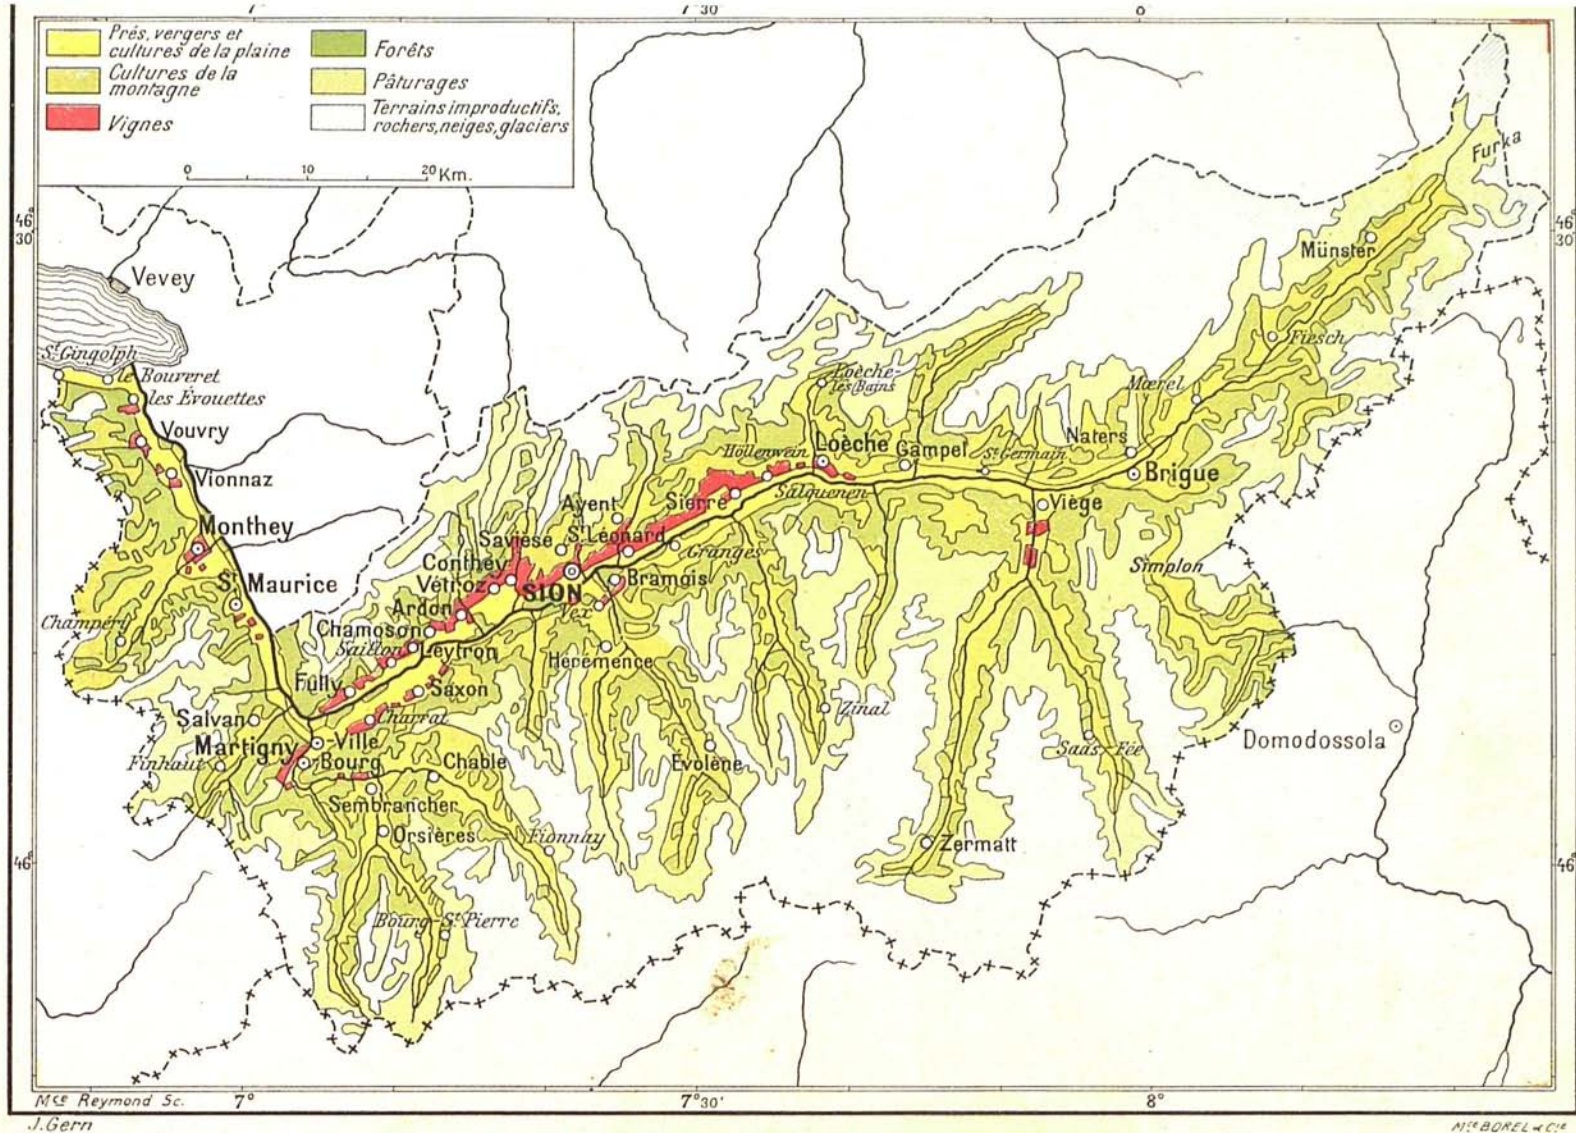 7°
7°30
Prés, vergers et
cultures de la plaine
Cultures de la
montagne
Vignes
Forêts
Pâturages
Terrains improductifs,
rochers, neiges, glaciers
0 10 20 Km.
46°
30'
46°
30'
Furka
Münster
Vevey
St Gingolph
le Bouveret
les Évouettes
Fiesch
Loèche-
les Bains
Mœrel
Vouvry
Naters
Vionnaz
Höllenwein
Loèche
Gampel
St Germain
Brigue
Salquenen
Sierre
Viège
Ayent
Monthey
Savièse
St Léonard
Granges
Simplon
Conthey
Vétroz
SION
Bramois
St Maurice
Ardon
Vex
Champéry
Chamoson
Saillon
Leytron
Hérémence
Fully
Saxon
Zinal
Salvan
Charrat
Domodossola
Martigny
-Ville
Saas-Fée
Finhaut
Bourg
Chable
Évolène
Sembrancher
Orsières
Fionnay
Zermatt
46°
46°
Bourg-St Pierre
Mce Reymond Sc.
7°
7°30'
8°
J. Gern
Mce BOREL & Cie